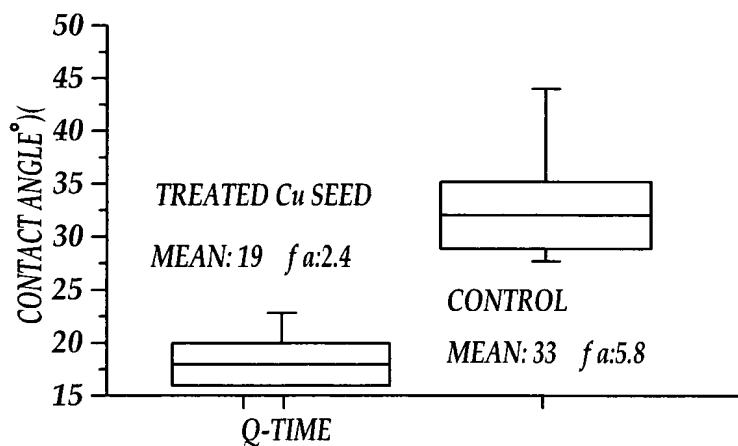 50
45
40
35
30
25
20
15
CONTACT ANGLE°)(
TREATED Cu SEED
MEAN: 19 f a:2.4
CONTROL
MEAN: 33 f a:5.8
Q-TIME